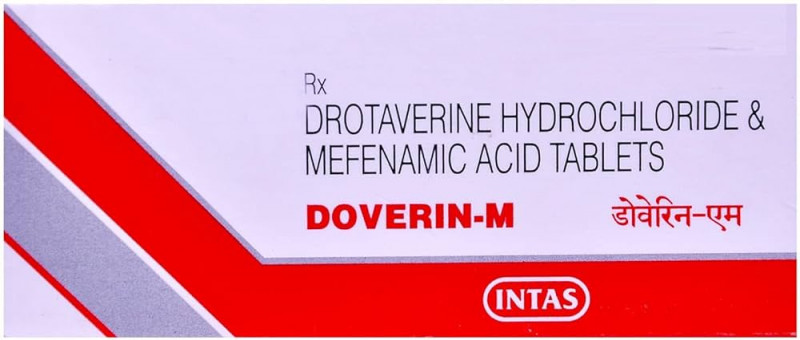 Rx
DROTAVERINE HYDROCHLORIDE &
MEFENAMIC ACID TABLETS
DOVERIN-M डोवेरिन-एम
INTAS